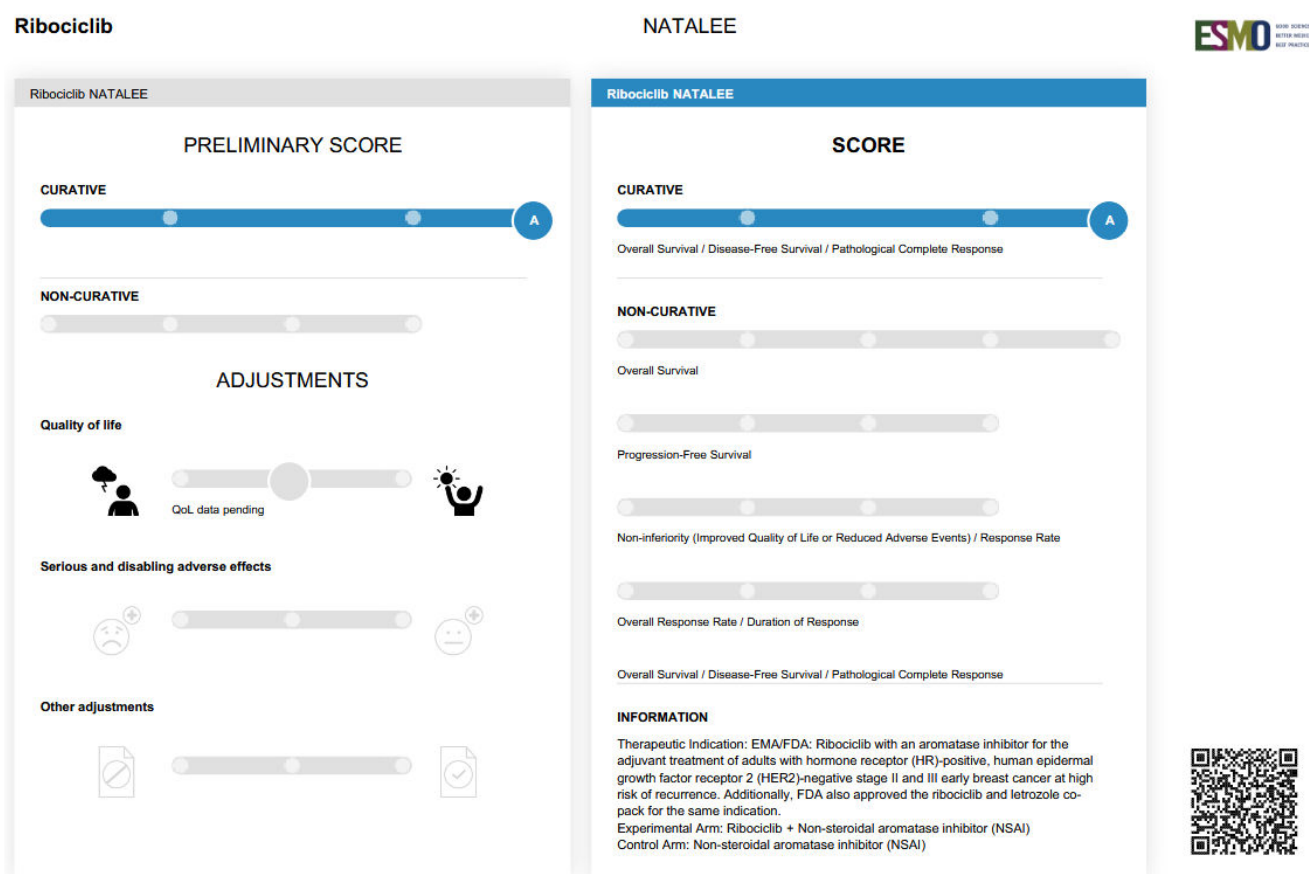 Ribociclib
NATALEE
ESMO
GOOD SCIENCE
BETTER MEDIC
BEST PRACTICE
Ribociclib NATALEE
PRELIMINARY SCORE
CURATIVE
A
NON-CURATIVE
ADJUSTMENTS
Quality of life
QoL data pending
Serious and disabling adverse effects
Other adjustments
Ribociclib NATALEE
SCORE
CURATIVE
A
Overall Survival / Disease-Free Survival / Pathological Complete Response
NON-CURATIVE
Overall Survival
Progression-Free Survival
Non-inferiority (Improved Quality of Life or Reduced Adverse Events) / Response Rate
Overall Response Rate / Duration of Response
Overall Survival / Disease-Free Survival / Pathological Complete Response
INFORMATION
Therapeutic Indication: EMA/FDA: Ribociclib with an aromatase inhibitor for the
adjuvant treatment of adults with hormone receptor (HR)-positive, human epidermal
growth factor receptor 2 (HER2)-negative stage II and III early breast cancer at high
risk of recurrence. Additionally, FDA also approved the ribociclib and letrozole co-
pack for the same indication.
Experimental Arm: Ribociclib + Non-steroidal aromatase inhibitor (NSAI)
Control Arm: Non-steroidal aromatase inhibitor (NSAI)